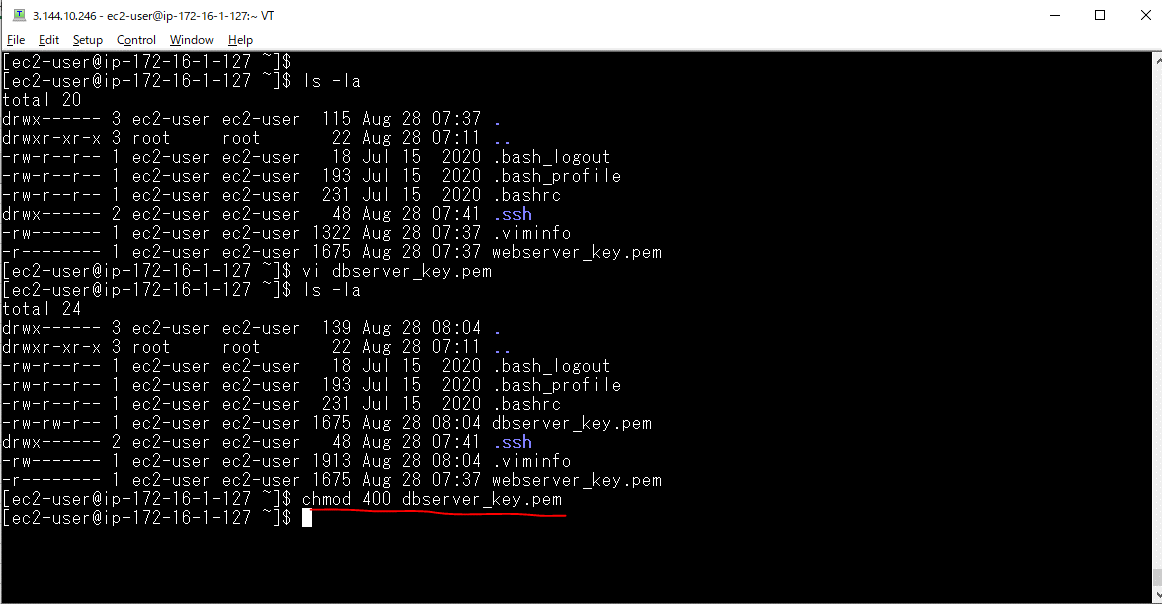 3.144.10.246 - ec2-user@ip-172-16-1-127:~ VT
File Edit Setup Control Window Help
[ec2-user@ip-172-16-1-127 ~]$
[ec2-user@ip-172-16-1-127 ~]$ ls -la
total 20
drwx------ 3 ec2-user ec2-user  115 Aug 28 07:37 .
drwxr-xr-x 3 root     root       22 Aug 28 07:11 ..
-rw-r--r-- 1 ec2-user ec2-user   18 Jul 15  2020 .bash_logout
-rw-r--r-- 1 ec2-user ec2-user  193 Jul 15  2020 .bash_profile
-rw-r--r-- 1 ec2-user ec2-user  231 Jul 15  2020 .bashrc
drwx------ 2 ec2-user ec2-user   48 Aug 28 07:41 .ssh
-rw------- 1 ec2-user ec2-user 1322 Aug 28 07:37 .viminfo
-r-------- 1 ec2-user ec2-user 1675 Aug 28 07:37 webserver_key.pem
[ec2-user@ip-172-16-1-127 ~]$ vi dbserver_key.pem
[ec2-user@ip-172-16-1-127 ~]$ ls -la
total 24
drwx------ 3 ec2-user ec2-user  139 Aug 28 08:04 .
drwxr-xr-x 3 root     root       22 Aug 28 07:11 ..
-rw-r--r-- 1 ec2-user ec2-user   18 Jul 15  2020 .bash_logout
-rw-r--r-- 1 ec2-user ec2-user  193 Jul 15  2020 .bash_profile
-rw-r--r-- 1 ec2-user ec2-user  231 Jul 15  2020 .bashrc
-rw-rw-r-- 1 ec2-user ec2-user 1675 Aug 28 08:04 dbserver_key.pem
drwx------ 2 ec2-user ec2-user   48 Aug 28 07:41 .ssh
-rw------- 1 ec2-user ec2-user 1913 Aug 28 08:04 .viminfo
-r-------- 1 ec2-user ec2-user 1675 Aug 28 07:37 webserver_key.pem
[ec2-user@ip-172-16-1-127 ~]$ chmod 400 dbserver_key.pem
[ec2-user@ip-172-16-1-127 ~]$